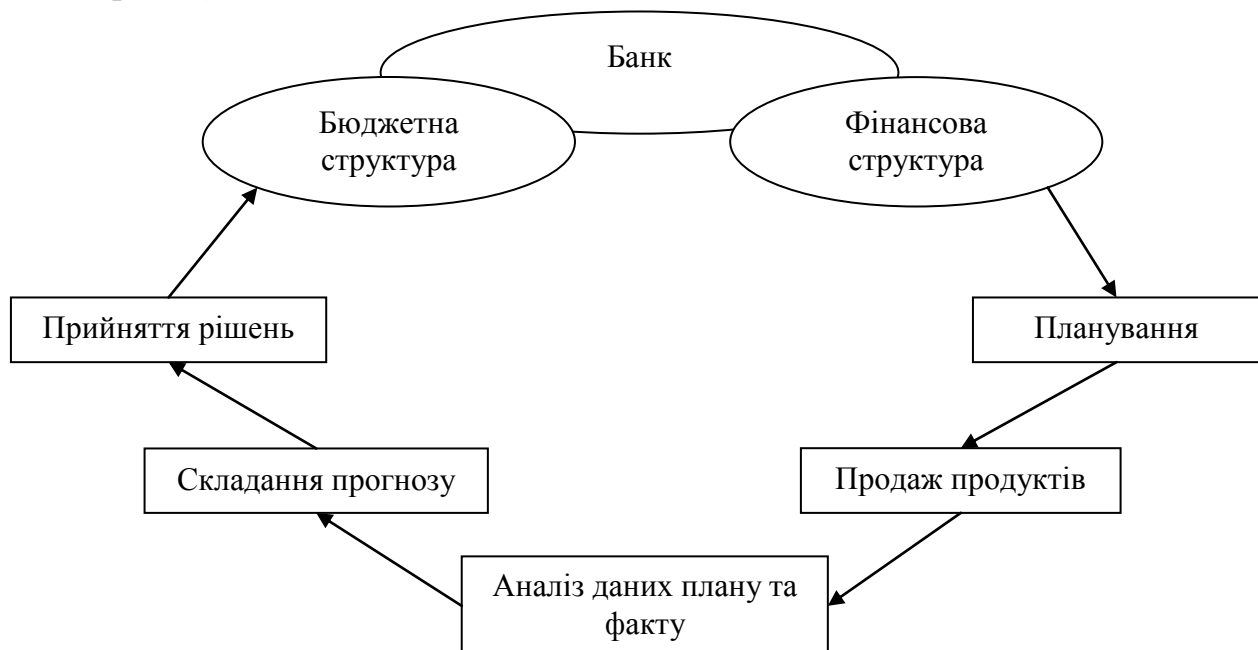 Банк
Бюджетна
структура
Фінансова
структура
Прийняття рішень
Планування
Складання прогнозу
Продаж продуктів
Аналіз даних плану та
факту